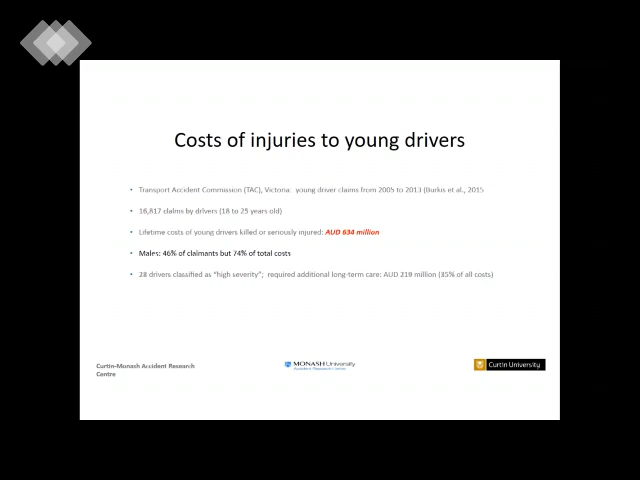 Costs of injuries to young drivers
• Transport Accident Commission (TAC), Victoria: young driver claims from 2005 to 2013 (Burkis et al., 2015
• 16,817 claims by drivers (18 to 25 years old)
• Lifetime costs of young drivers killed or seriously injured: AUD 634 million
• Males: 46% of claimants but 74% of total costs
• 28 drivers classified as "high severity"; required additional long-term care: AUD 219 million (35% of all costs)
Curtin-Monash Accident Research
Centre
MONASH University
Accident Research Centre
Curtin University